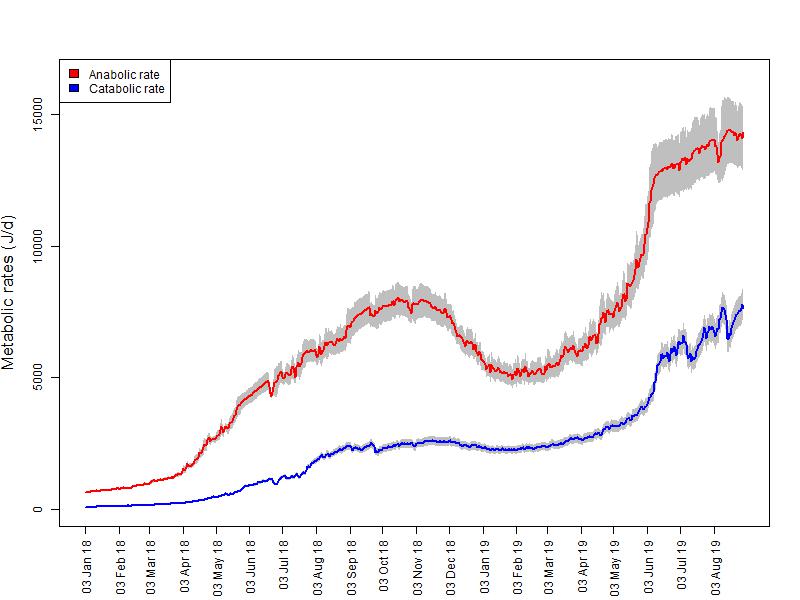 Anabolic rate
Catabolic rate
Metabolic rates (J/d)
15000
10000
5000
0
03 Jan 18
03 Feb 18
03 Mar 18
03 Apr 18
03 May 18
03 Jun 18
03 Jul 18
03 Aug 18
03 Sep 18
03 Oct 18
03 Nov 18
03 Dec 18
03 Jan 19
03 Feb 19
03 Mar 19
03 Apr 19
03 May 19
03 Jun 19
03 Jul 19
03 Aug 19